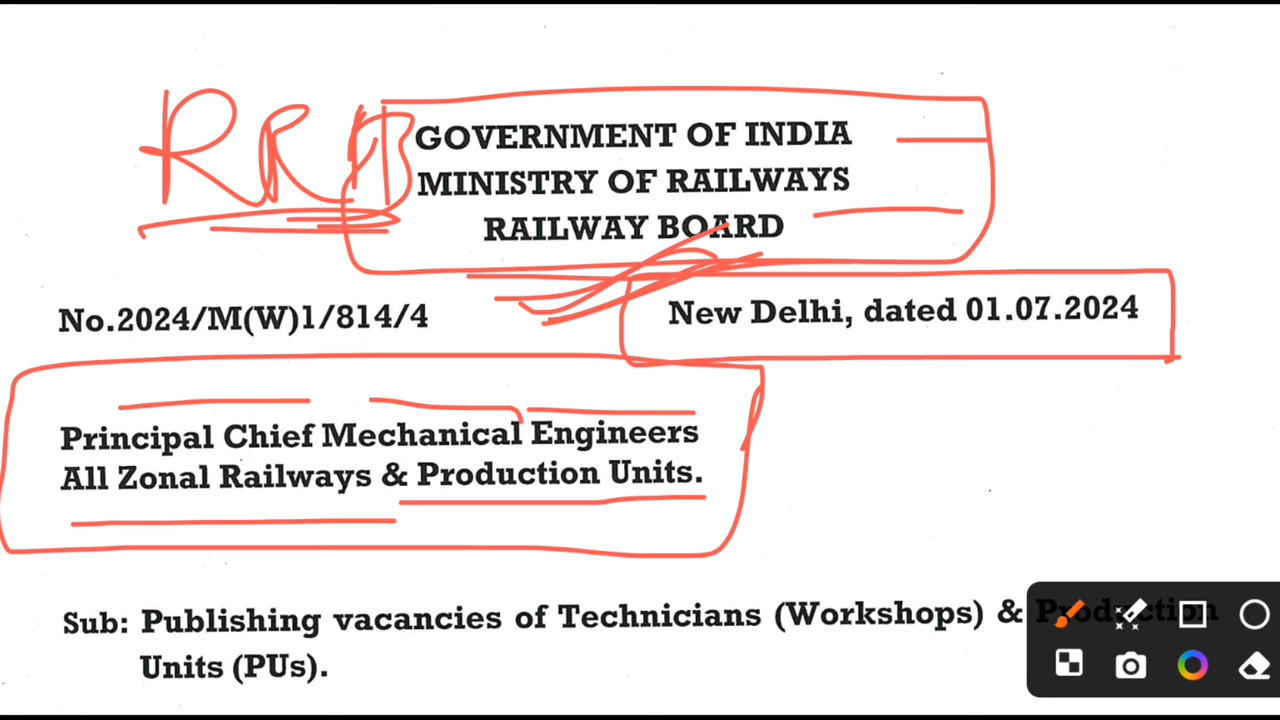 RRB
GOVERNMENT OF INDIA
MINISTRY OF RAILWAYS
RAILWAY BOARD
No.2024/M(W)1/814/4
New Delhi, dated 01.07.2024
Principal Chief Mechanical Engineers
All Zonal Railways & Production Units.
Sub: Publishing vacancies of Technicians (Workshops) & Production
Units (PUs).